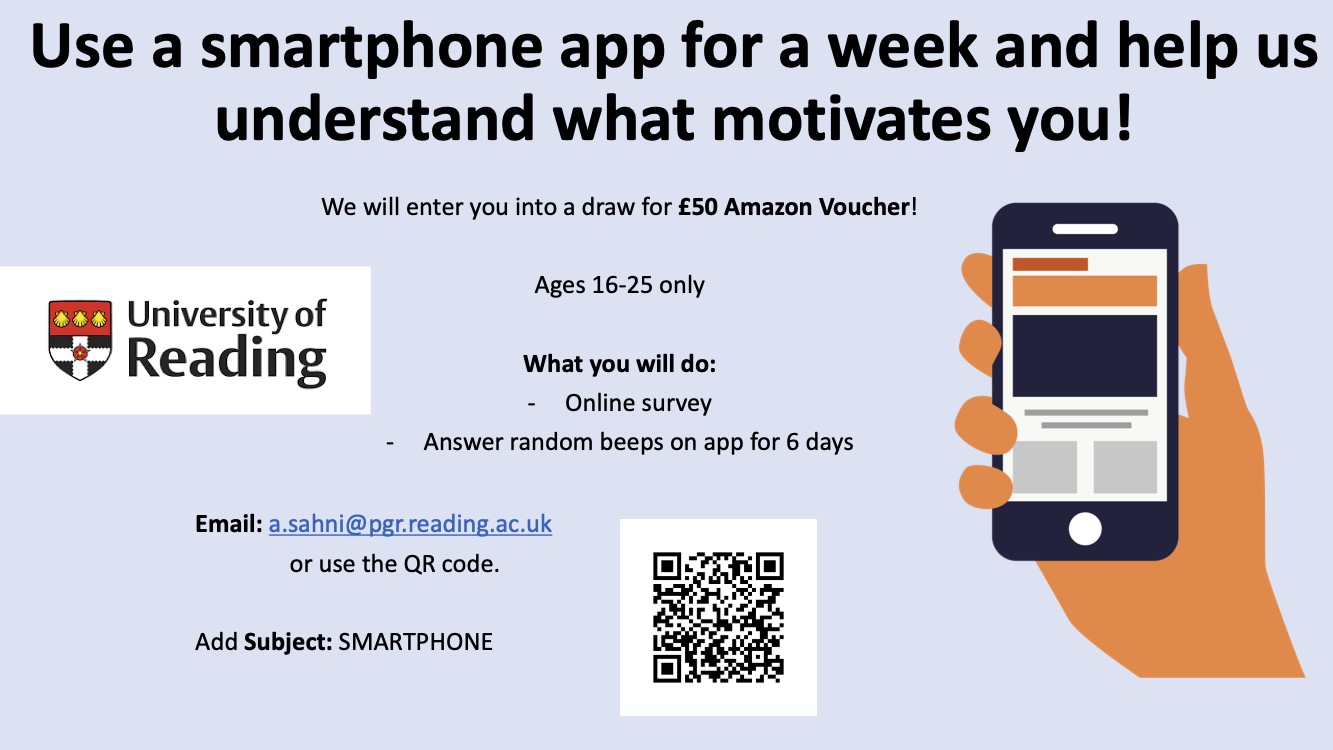 Use a smartphone app for a week and help us
understand what motivates you!
We will enter you into a draw for £50 Amazon Voucher!
Ages 16-25 only
University of
Reading
What you will do:
- Online survey
- Answer random beeps on app for 6 days
Email: a.sahni@pgr.reading.ac.uk
or use the QR code.
Add Subject: SMARTPHONE